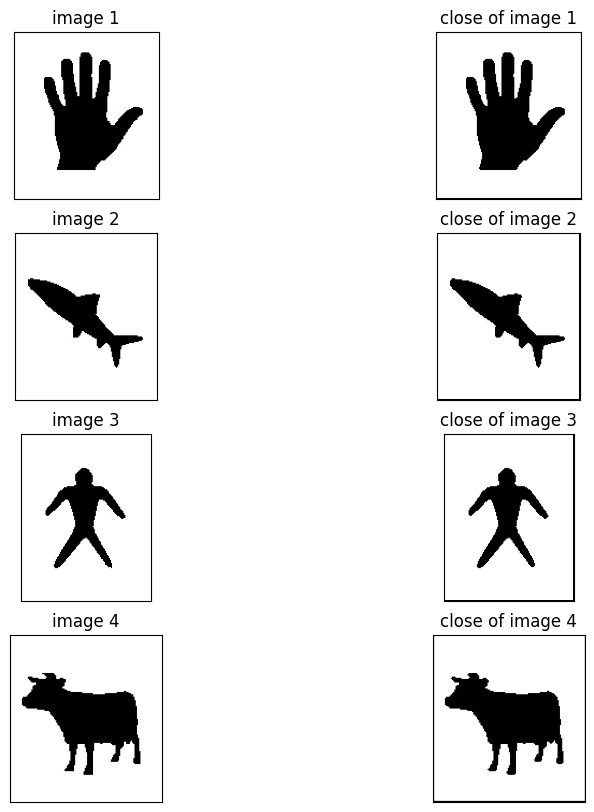 image 1
close of image 1
image 2
close of image 2
image 3
close of image 3
image 4
close of image 4